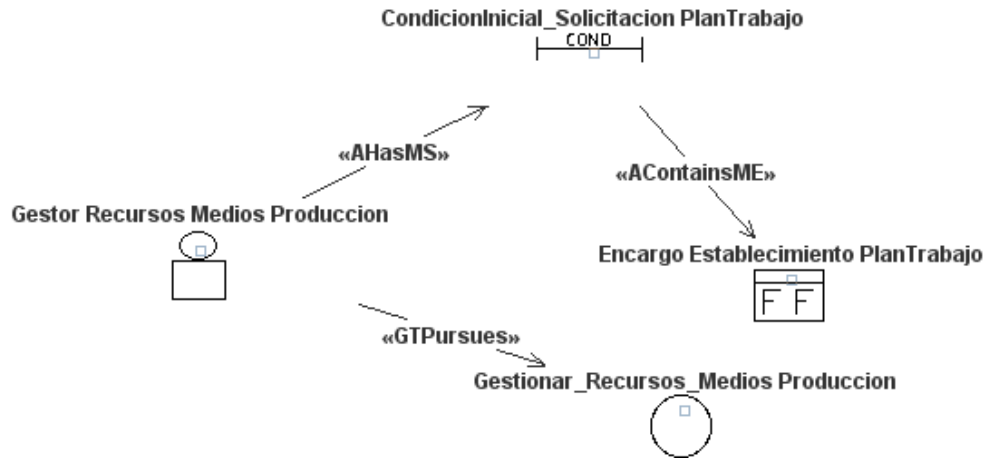 CondicionInicial_Solicitacion PlanTrabajo
COND
«AHasMS»
«AContainsME»
Gestor Recursos Medios Produccion
Encargo Establecimiento PlanTrabajo
F F
«GTPursues»
Gestionar_Recursos_Medios Produccion